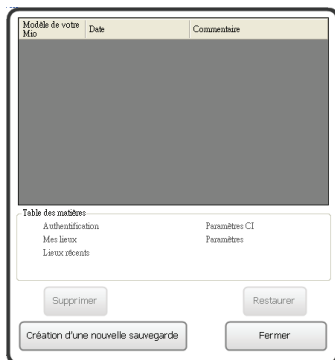 Modèle de votre Mio
Date
Commentaire
Table des matières
Authentification
Paramètres CI
Mes lieux
Paramètres
Lieux récents
Supprimer
Restaurer
Création d'une nouvelle sauvegarde
Fermer